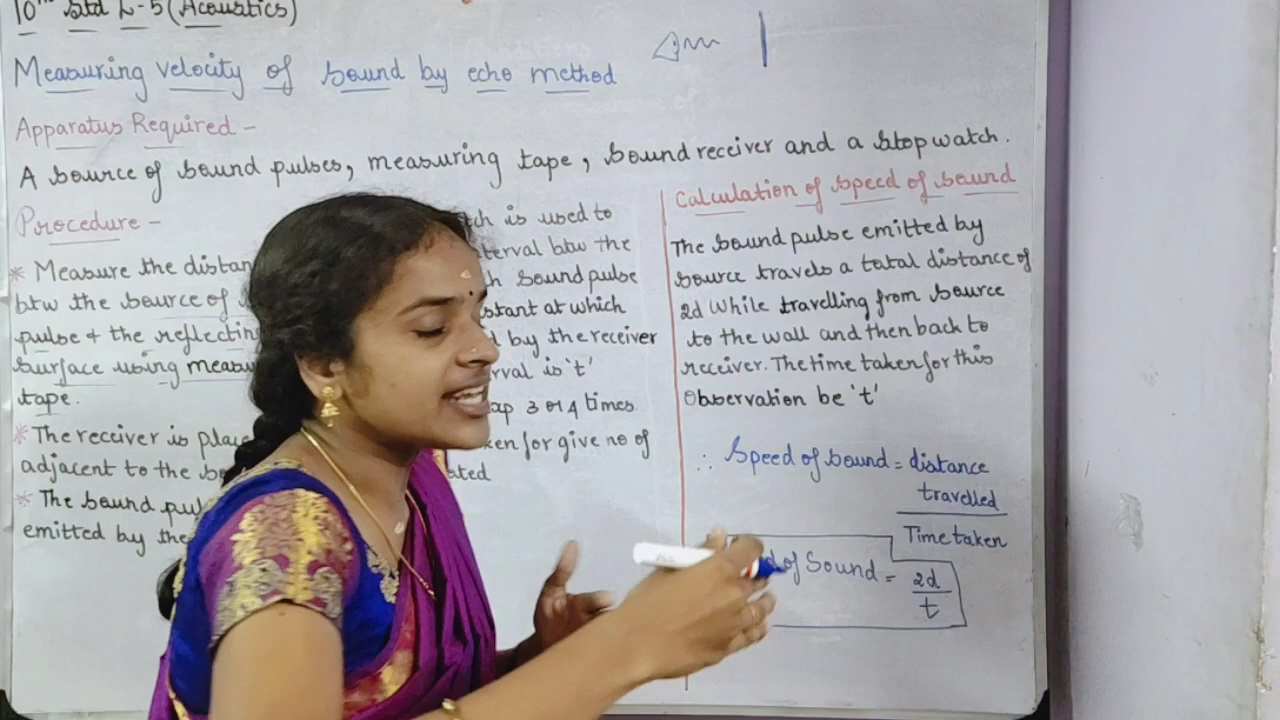 10th Std L-5 (Acoustics)
Measuring velocity of sound by echo method
Apparatus Required -
A source of sound pulses, measuring tape, sound receiver and a stop watch.
Procedure -
* Measure the distan
btw the source of
pulse & the reflectin
surface using measu
tape.
* The receiver is place
adjacent to the so
* The sound pul
emitted by the
tch is used to
terval btw the
h sound pulse
stant at which
d by the receiver
rval is 't'
ap 3 or 4 times
ken for give no of
ated
Calculation of speed of sound
The sound pulse emitted by
source travels a total distance of
2d while travelling from source
to the wall and then back to
receiver. The time taken for this
Observation be 't'
∴ Speed of sound = distance
travelled
Time taken
d of Sound = 2d
t